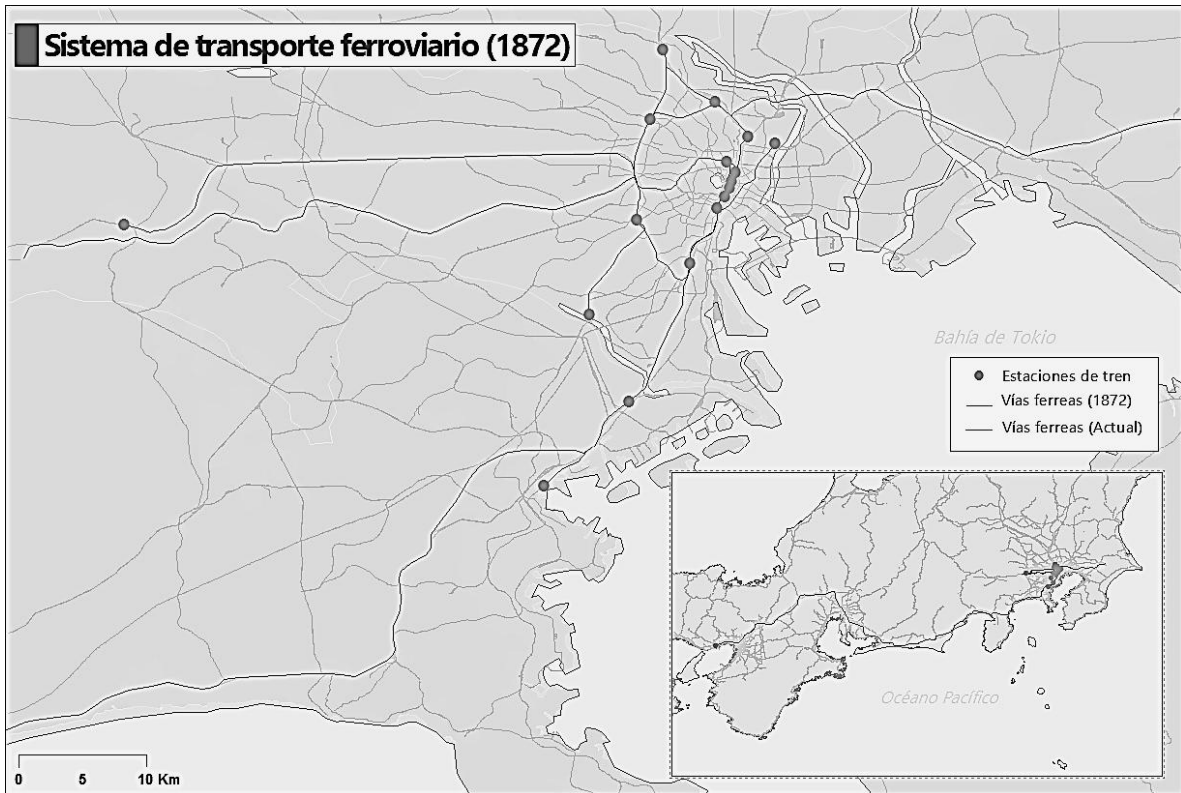 Sistema de transporte ferroviario (1872)
Bahía de Tokio
Estaciones de tren
Vías ferreas (1872)
Vías ferreas (Actual)
Océano Pacífico
0 5 10 Km